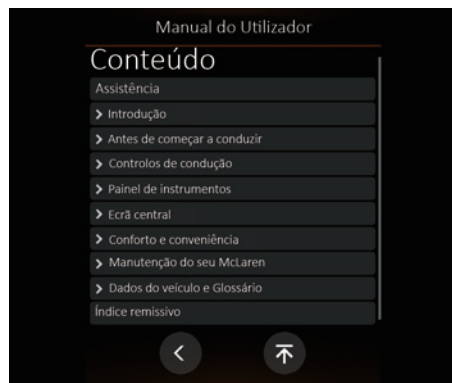 Manual do Utilizador
Conteúdo
Assistência
Introdução
Antes de começar a conduzir
Controlos de condução
Painel de instrumentos
Ecrã central
Conforto e conveniência
Manutenção do seu McLaren
Dados do veículo e Glossário
Índice remissivo